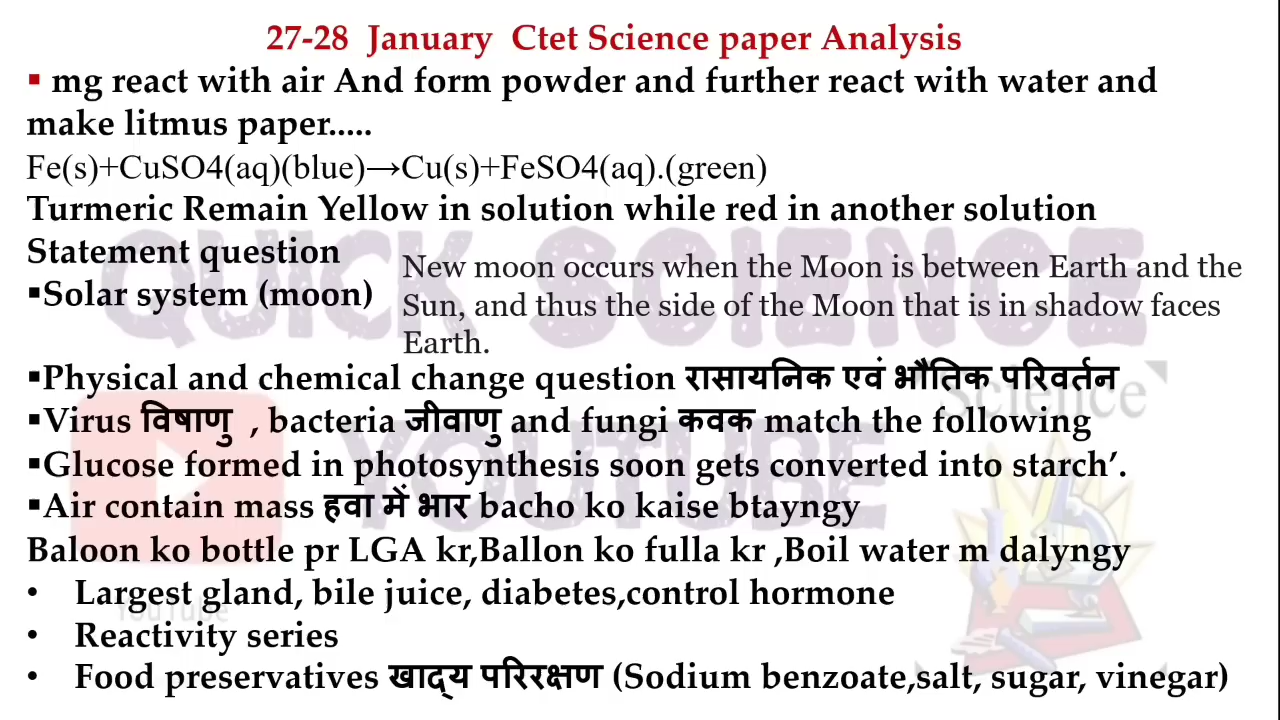 27-28 January Ctet Science paper Analysis
▪ mg react with air And form powder and further react with water and
make litmus paper.....
Fe(s)+CuSO4(aq)(blue)→Cu(s)+FeSO4(aq).(green)
Turmeric Remain Yellow in solution while red in another solution
Statement question
▪Solar system (moon)
New moon occurs when the Moon is between Earth and the
Sun, and thus the side of the Moon that is in shadow faces
Earth.
▪Physical and chemical change question रासायनिक एवं भौतिक परिवर्तन
▪Virus विषाणु , bacteria जीवाणु and fungi कवक match the following
▪Glucose formed in photosynthesis soon gets converted into starch’.
▪Air contain mass हवा में भार bacho ko kaise btayngy
Baloon ko bottle pr LGA kr,Ballon ko fulla kr ,Boil water m dalyngy
• Largest gland, bile juice, diabetes,control hormone
• Reactivity series
• Food preservatives खाद्य परिरक्षण (Sodium benzoate,salt, sugar, vinegar)
QUICK SCIENCE
YOUTUBE
Science
YouTube